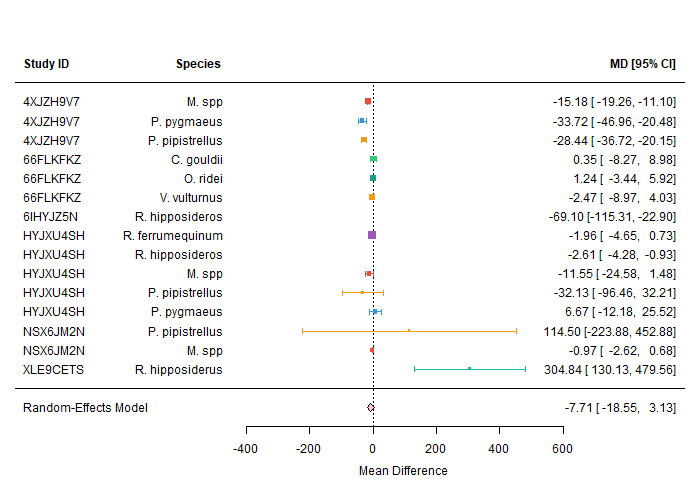 Study ID Species MD [95% CI]
4XJZH9V7 M. spp -15.18 [ -19.26, -11.10]
4XJZH9V7 P. pygmaeus -33.72 [ -46.96, -20.48]
4XJZH9V7 P. pipistrellus -28.44 [ -36.72, -20.15]
66FLKFKZ C. gouldii 0.35 [ -8.27, 8.98]
66FLKFKZ O. ridei 1.24 [ -3.44, 5.92]
66FLKFKZ V. vulturnus -2.47 [ -8.97, 4.03]
6IHYJZ5N R. hipposideros -69.10 [-115.31, -22.90]
HYJXU4SH R. ferrumequinum -1.96 [ -4.65, 0.73]
HYJXU4SH R. hipposideros -2.61 [ -4.28, -0.93]
HYJXU4SH M. spp -11.55 [ -24.58, 1.48]
HYJXU4SH P. pipistrellus -32.13 [ -96.46, 32.21]
HYJXU4SH P. pygmaeus 6.67 [ -12.18, 25.52]
NSX6JM2N P. pipistrellus 114.50 [-223.88, 452.88]
NSX6JM2N M. spp -0.97 [ -2.62, 0.68]
XLE9CETS R. hipposiderus 304.84 [ 130.13, 479.56]
Random-Effects Model -7.71 [ -18.55, 3.13]
-400 -200 0 200 400 600
Mean Difference